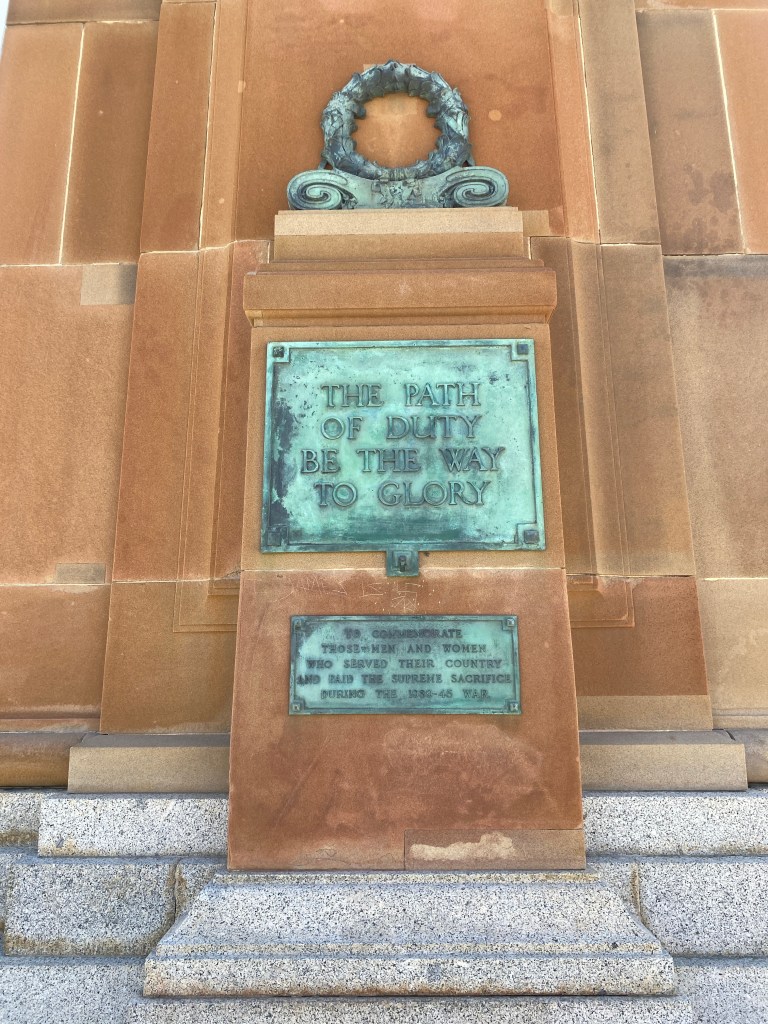 THE PATH
OF DUTY
BE THE WAY
TO GLORY
TO COMMEMORATE
THOSE MEN AND WOMEN
WHO SERVED THEIR COUNTRY
AND PAID THE SUPREME SACRIFICE
DURING THE 1939-45 WAR